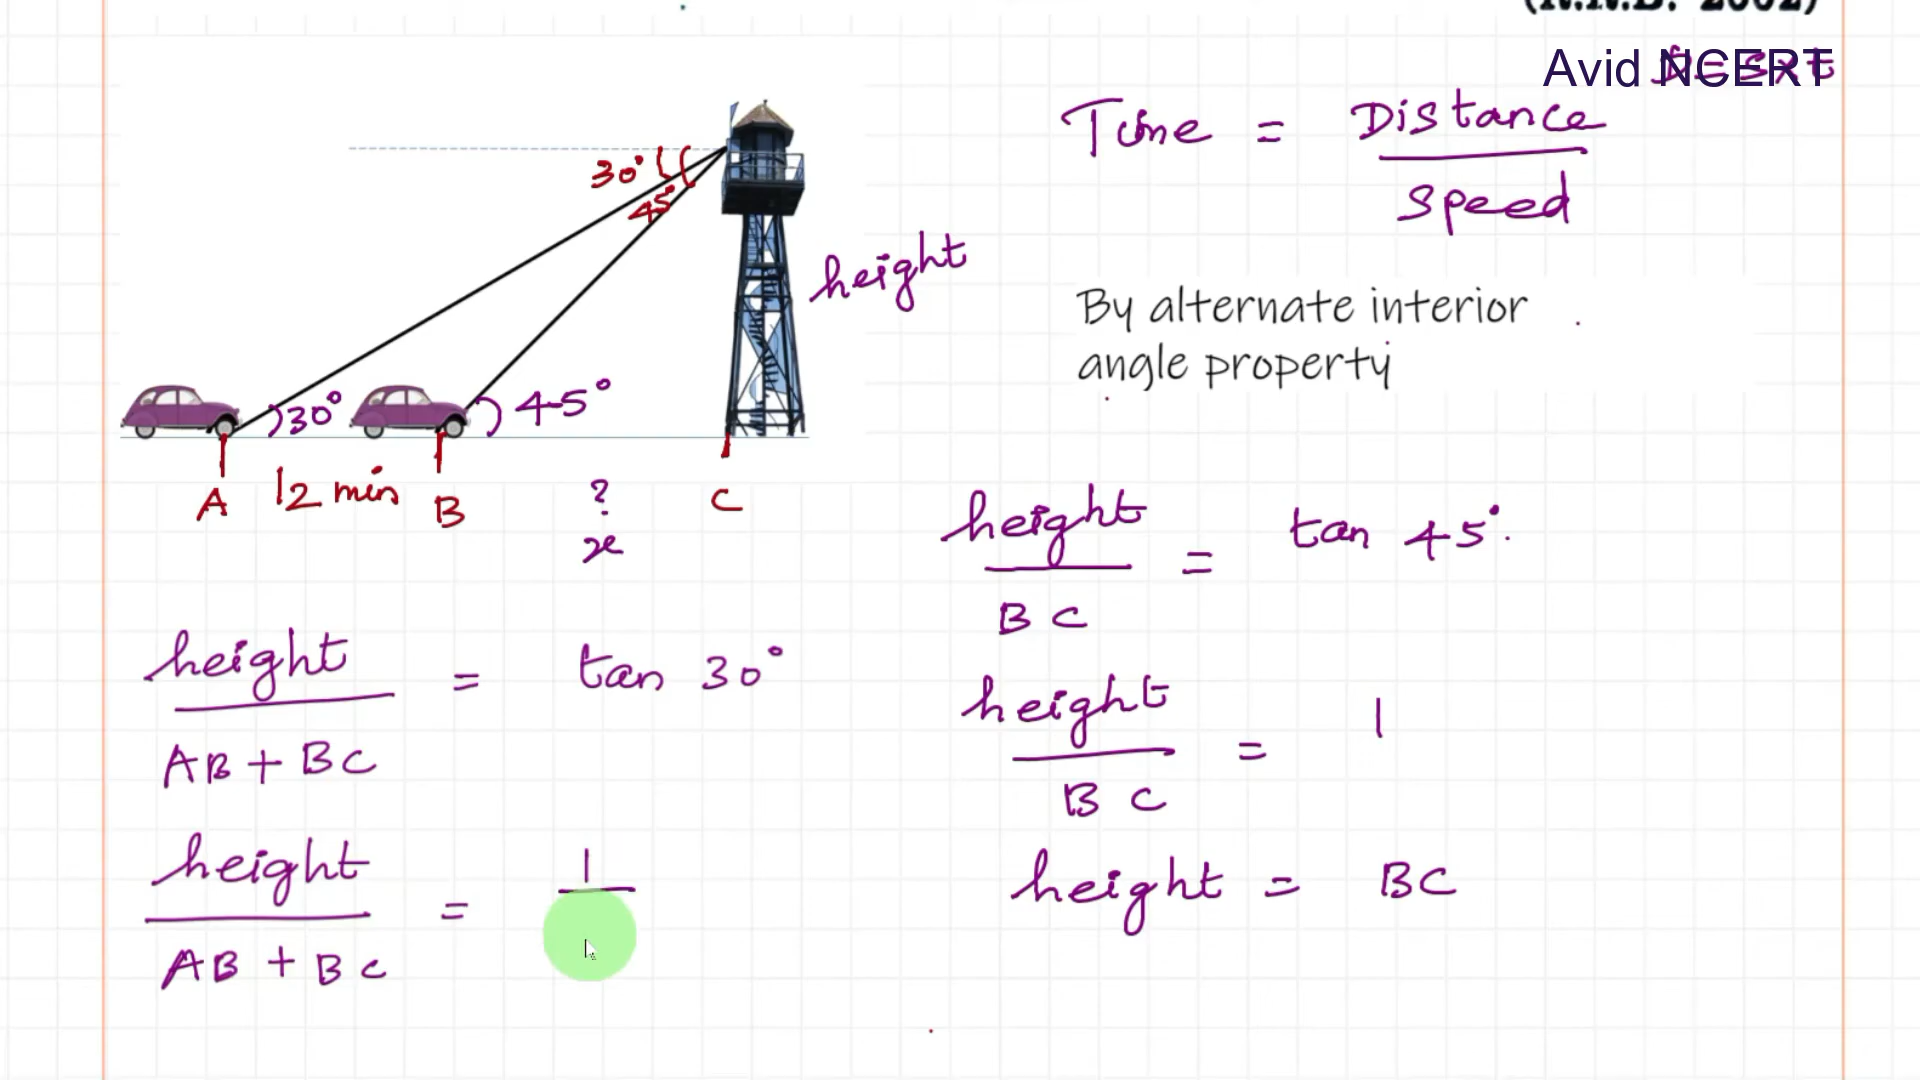 Avid NCERT
Time = Distance
Speed
30°
45°
height
By alternate interior
angle property
30°
45°
A 12 min B ? C
x
height = tan 45°.
BC
height = tan 30°
AB + BC
height = 1
BC
height = 1
AB + BC
height = BC